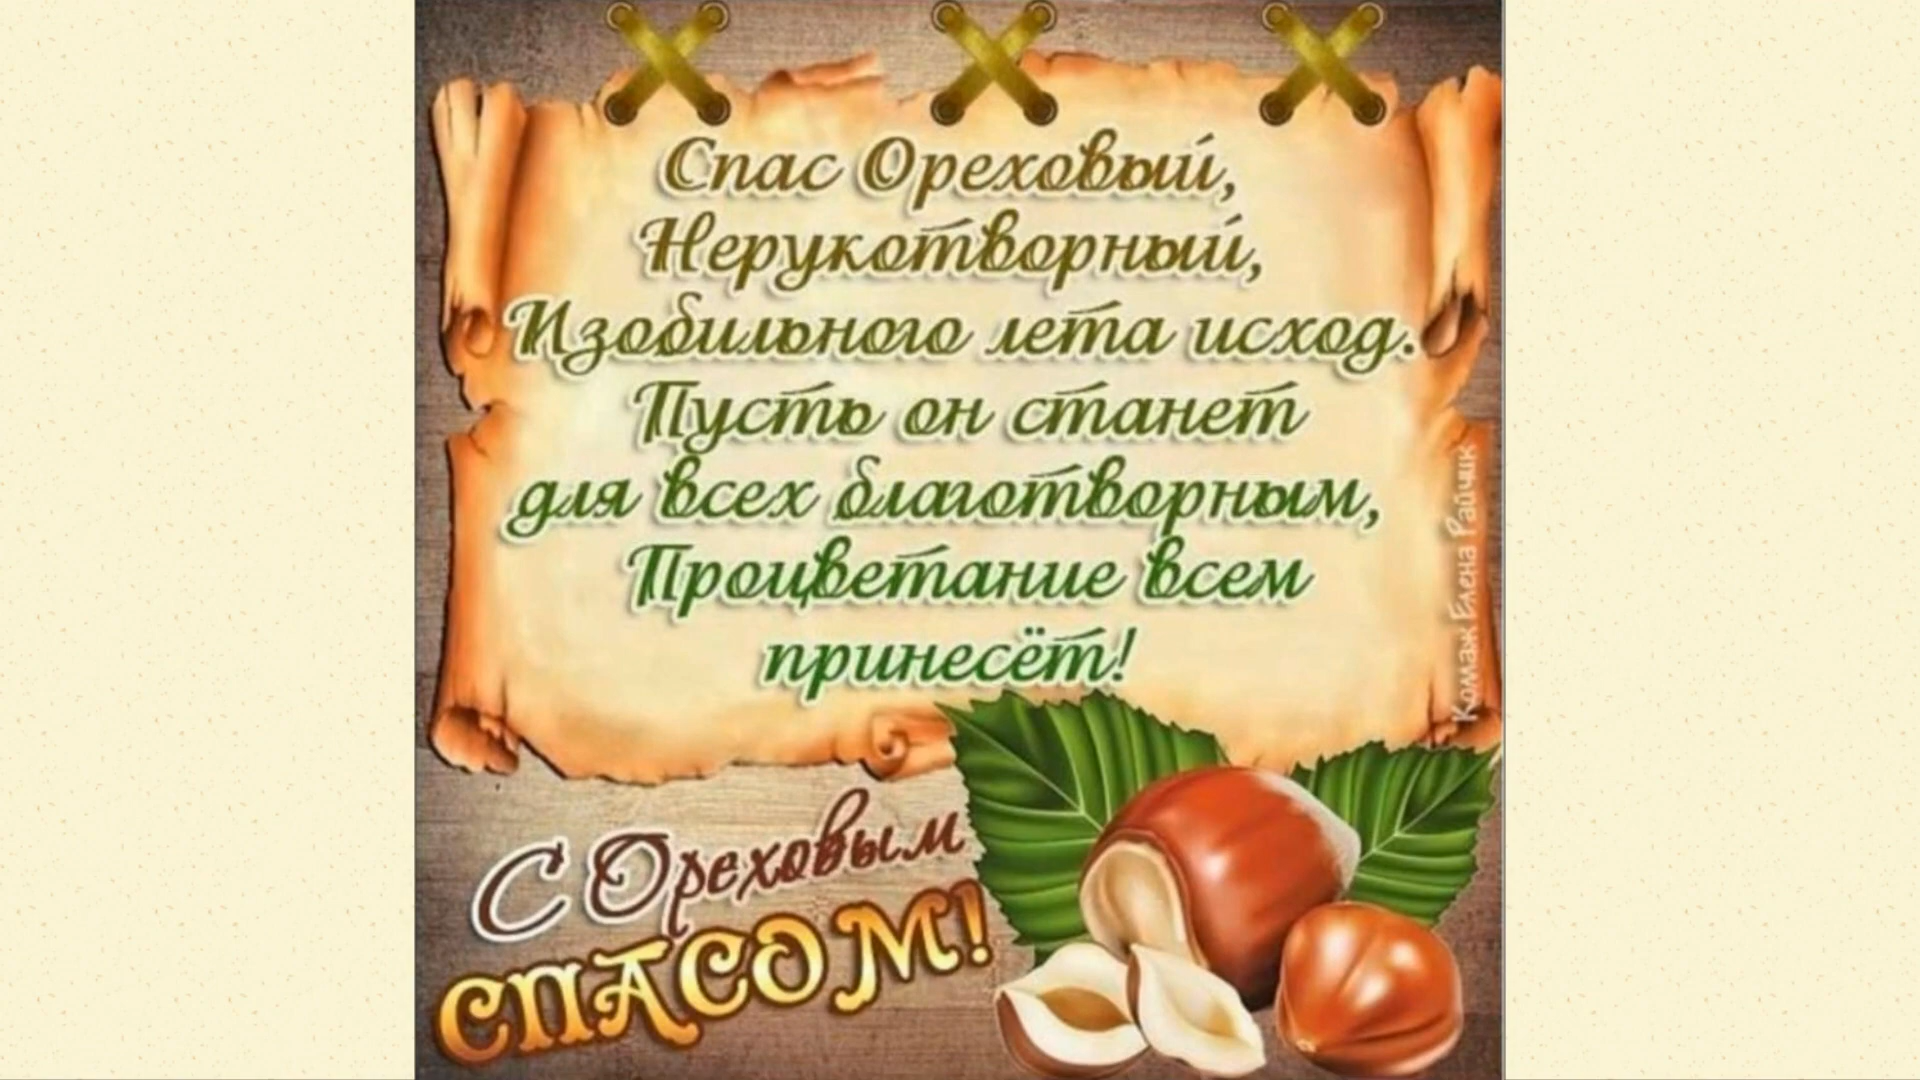 Спас Ореховый,
Нерукотворный,
Изобильного лета исход.
Пусть он станет
для всех благотворным,
Процветание всем
принесёт!
Коллаж Елена Райчик
С Ореховым
СПАСОМ!